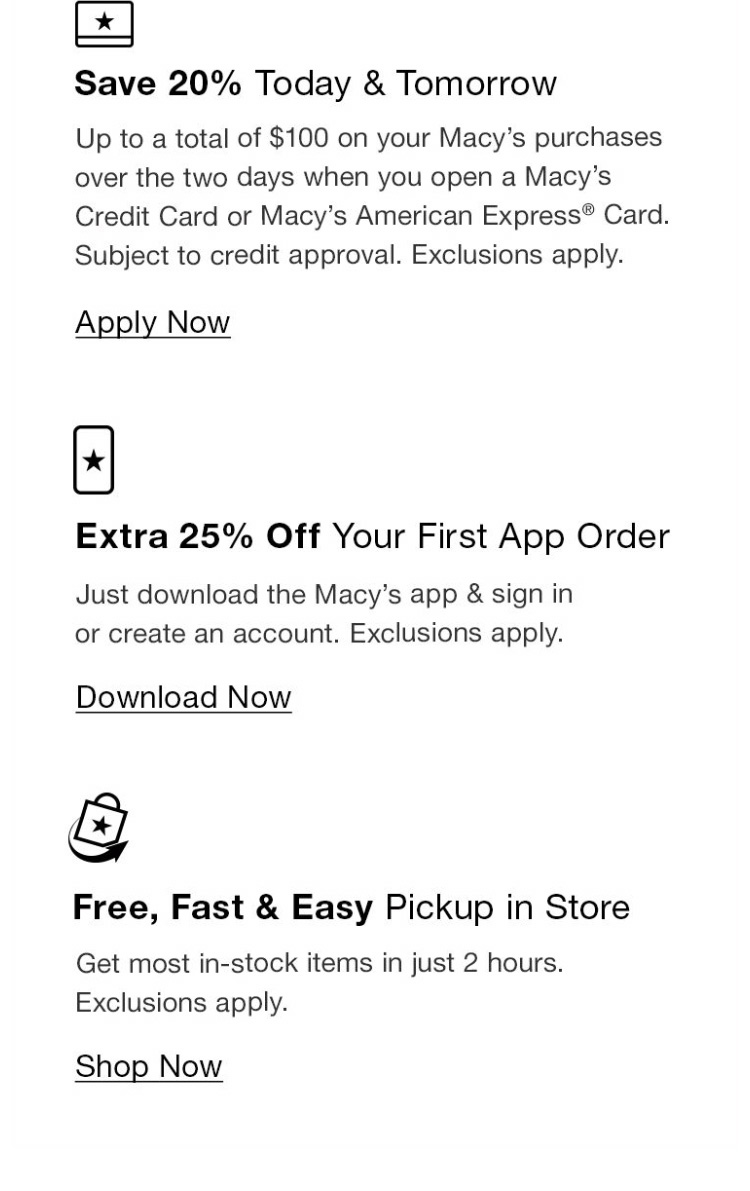 Save 20% Today & Tomorrow
Up to a total of $100 on your Macy’s purchases
over the two days when you open a Macy’s
Credit Card or Macy’s American Express® Card.
Subject to credit approval. Exclusions apply.
Apply Now
Extra 25% Off Your First App Order
Just download the Macy’s app & sign in
or create an account. Exclusions apply.
Download Now
Free, Fast & Easy Pickup in Store
Get most in-stock items in just 2 hours.
Exclusions apply.
Shop Now